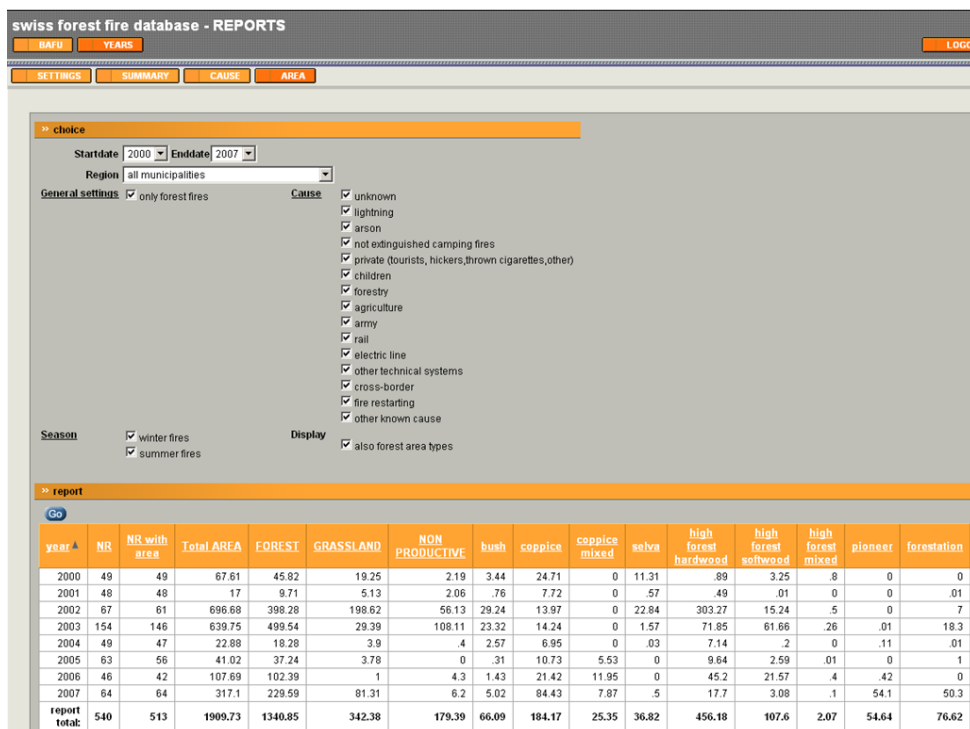 swiss forest fire database - REPORTS
BAFU YEARS LOGO
SETTINGS SUMMARY CAUSE AREA
» choice
Startdate 2000 Enddate 2007
Region all municipalities
General settings only forest fires Cause unknown
lightning
arson
not extinguished camping fires
private (tourists, hickers,thrown cigarettes,other)
children
forestry
agriculture
army
rail
electric line
other technical systems
cross-border
fire restarting
other known cause
Season winter fires Display also forest area types
summer fires
» report
Go
year NR NR with area Total AREA FOREST GRASSLAND NON PRODUCTIVE bush coppice coppice mixed selva high forest hardwood high forest softwood high forest mixed pioneer forestation
2000 49 49 67.61 45.82 19.25 2.19 3.44 24.71 0 11.31 .89 3.25 .8 0 0
2001 48 48 17 9.71 5.13 2.06 .76 7.72 0 .57 .49 .01 0 0 .01
2002 67 61 696.68 398.28 198.62 56.13 29.24 13.97 0 22.84 303.27 15.24 .5 0 7
2003 154 146 639.75 499.54 29.39 108.11 23.32 14.24 0 1.57 71.85 61.66 .26 .01 18.3
2004 49 47 22.88 18.28 3.9 .4 2.57 6.95 0 .03 7.14 .2 0 .11 .01
2005 63 56 41.02 37.24 3.78 0 .31 10.73 5.53 0 9.64 2.59 .01 0 1
2006 46 42 107.69 102.39 1 4.3 1.43 21.42 11.95 0 45.2 21.57 .4 .42 0
2007 64 64 317.1 229.59 81.31 6.2 5.02 84.43 7.87 .5 17.7 3.08 .1 54.1 50.3
report total: 540 513 1909.73 1340.85 342.38 179.39 66.09 184.17 25.35 36.82 456.18 107.6 2.07 54.64 76.62